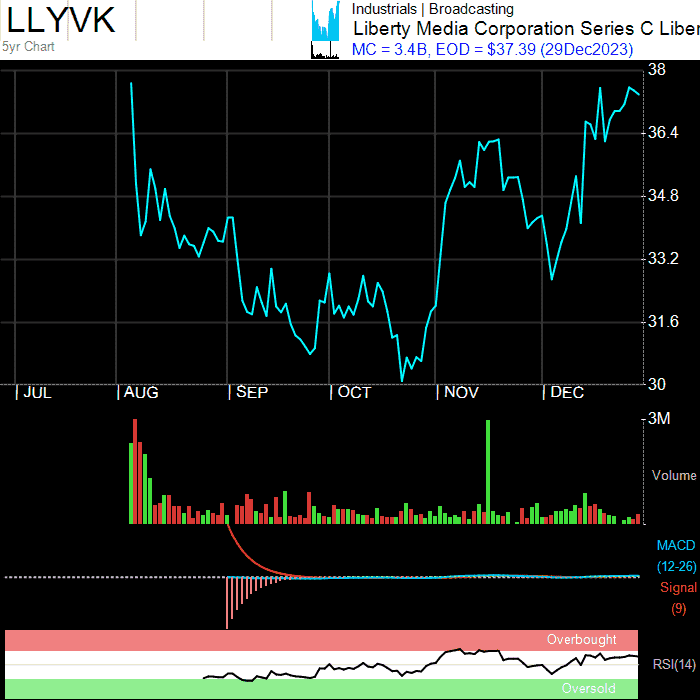 LLYVK
5yr Chart
Industrials | Broadcasting
Liberty Media Corporation Series C Liber
MC = 3.4B, EOD = $37.39 (29Dec2023)
38
36.4
34.8
33.2
31.6
30
| JUL | AUG | SEP | OCT | NOV | DEC
3M
Volume
MACD
(12-26)
Signal
(9)
Overbought
RSI(14)
Oversold